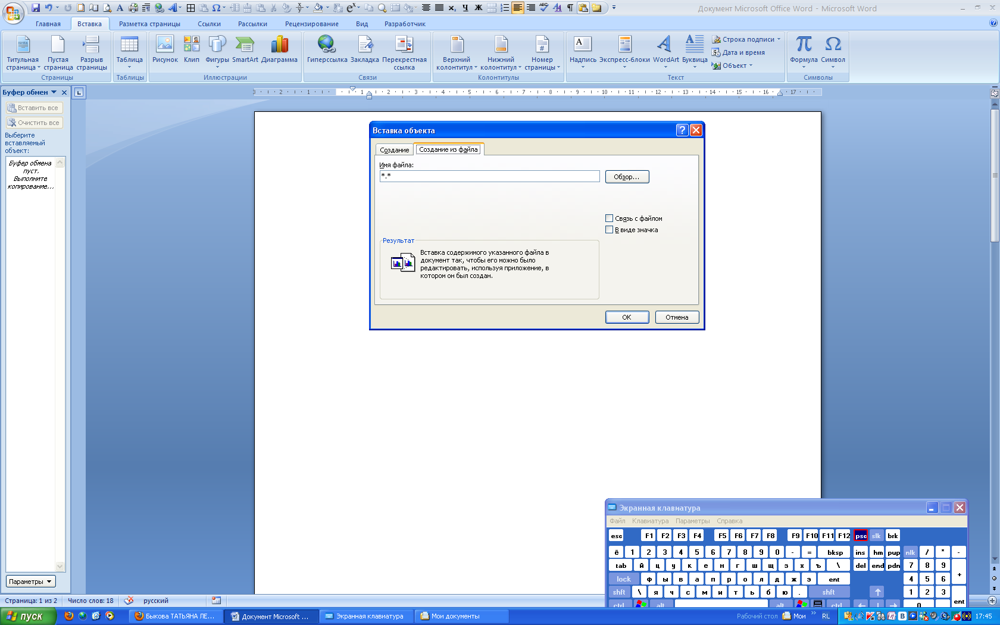 Документ Microsoft Office Word - Microsoft Word
Главная Вставка Разметка страницы Ссылки Рассылки Рецензирование Вид Разработчик
Титульная страница Пустая страница Разрыв страницы
Страницы
Таблица
Таблицы
Рисунок Клип Фигуры SmartArt Диаграмма
Иллюстрации
Гиперссылка Закладка Перекрестная ссылка
Связи
Верхний колонтитул Нижний колонтитул Номер страницы
Колонтитулы
Надпись Экспресс-блоки WordArt Буквица
Строка подписи
Дата и время
Объект
Текст
Формула Символ
Символы
Буфер обмен
Вставить все
Очистить все
Выберите
вставляемый
объект:
Буфер обмена
пуст.
Выполните
копирование...
Параметры
3 2 1 1 2 3 4 5 6 7 8 9 10 11 12 13 14 15 16 17
Вставка объекта
Создание Создание из файла
Имя файла:
*.*
Обзор...
Связь с файлом
В виде значка
Результат
Вставка содержимого указанного файла в
документ так, чтобы его можно было
редактировать, используя приложение, в
котором он был создан.
ОК Отмена
Экранная клавиатура
Файл Клавиатура Параметры Справка
esc F1 F2 F3 F4 F5 F6 F7 F8 F9 F10 F11 F12 psc slk brk
ё 1 2 3 4 5 6 7 8 9 0 - = bksp ins hm pup nlk / * -
tab й ц у к е н г ш щ з х ъ \ del end pdn 7 8 9 +
lock ф ы в а п р о л д ж э ent 4 5 6
shft \ я ч с м и т ь б ю . shft ↑ 1 2 3 ent
ctrl alt alt ctrl ← ↓ → 0 .
Страница: 1 из 2 Число слов: 18 русский
пуск Быкова ТАТЬЯНА ЛЕ... Документ Microsoft ... Экранная клавиатура Мои документы Рабочий стол Мои » RL 17:45